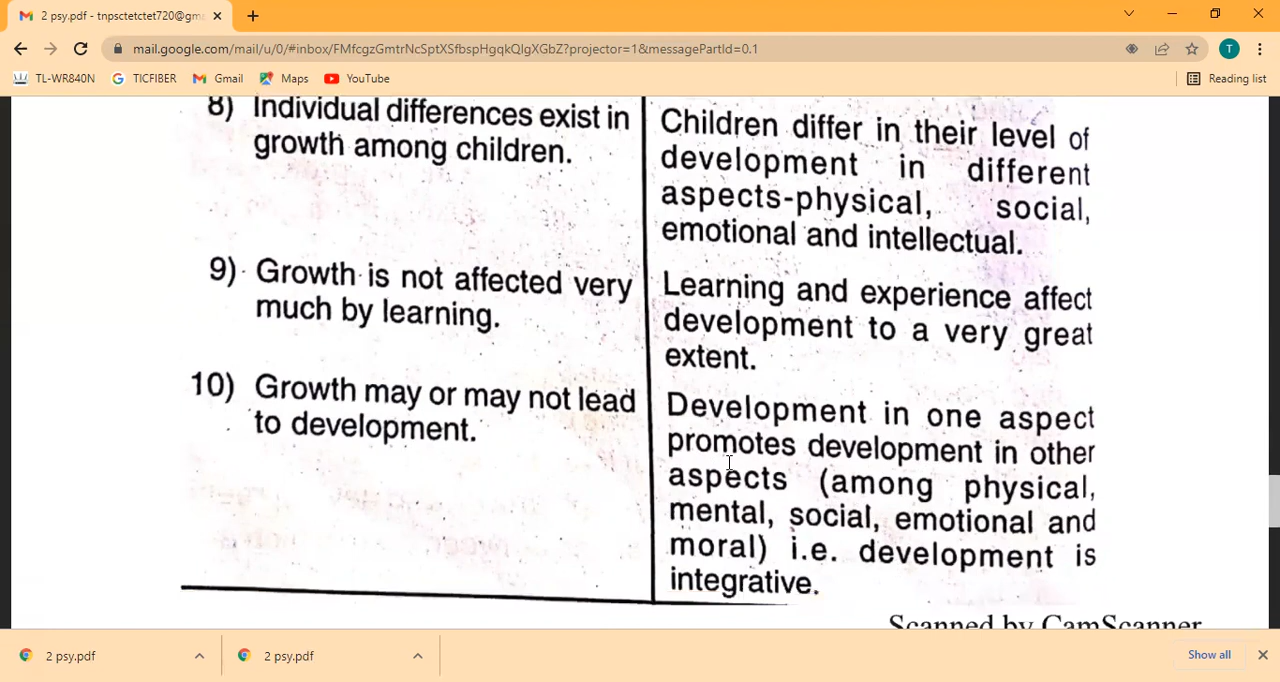 2 psy.pdf - tnpsctetctet720@gm
mail.google.com/mail/u/0/#inbox/FMfcgzGmtrNcSptXSfbspHgqkQlgXGbZ?projector=1&messagePartId=0.1
T
TL-WR840N
TICFIBER
Gmail
Maps
YouTube
Reading list
8) Individual differences exist in
growth among children.
Children differ in their level of
development in different
aspects-physical, social,
emotional and intellectual.
9) Growth is not affected very
much by learning.
Learning and experience affect
development to a very great
extent.
10) Growth may or may not lead
to development.
Development in one aspect
promotes development in other
aspects (among physical,
mental, social, emotional and
moral) i.e. development is
integrative.
Scanned by CamScanner
2 psy.pdf
2 psy.pdf
Show all